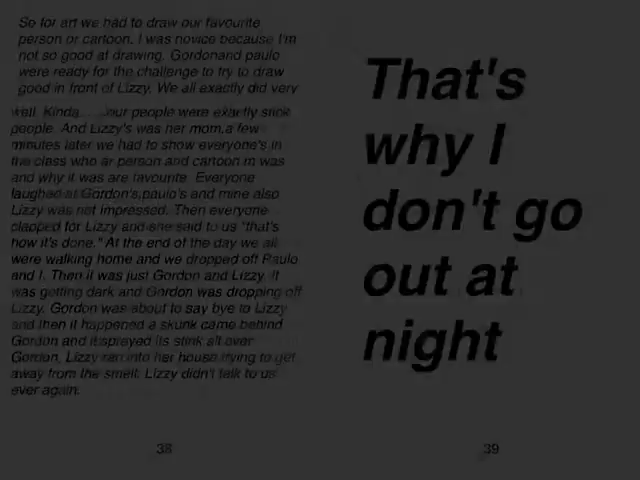 So for art we had to draw our favourite
person or cartoon. I was novice because I'm
not so good at drawing. Gordonand paulo
were ready for the challenge to try to draw
good in front of Lizzy. We all exactly did very
well. Kinda......our people were exactly stick
people. And Lizzy's was her mom.a few
minutes later we had to show everyone's in
the class who ar person and cartoon m was
and why it was are favourite. Everyone
laughed at Gordon's,paulo's and mine also
Lizzy was not impressed. Then everyone
clapped for Lizzy and she said to us "that's
how it's done." At the end of the day we all
were walking home and we dropped off Paulo
and I. Then it was just Gordon and Lizzy. It
was getting dark and Gordon was dropping off
Lizzy. Gordon was about to say bye to Lizzy
and then it happened a skunk came behind
Gordon and it sprayed its stink all over
Gordon, Lizzy ran into her house trying to get
away from the smell. Lizzy didn't talk to us
ever again.
38
That's
why I
don't go
out at
night
39